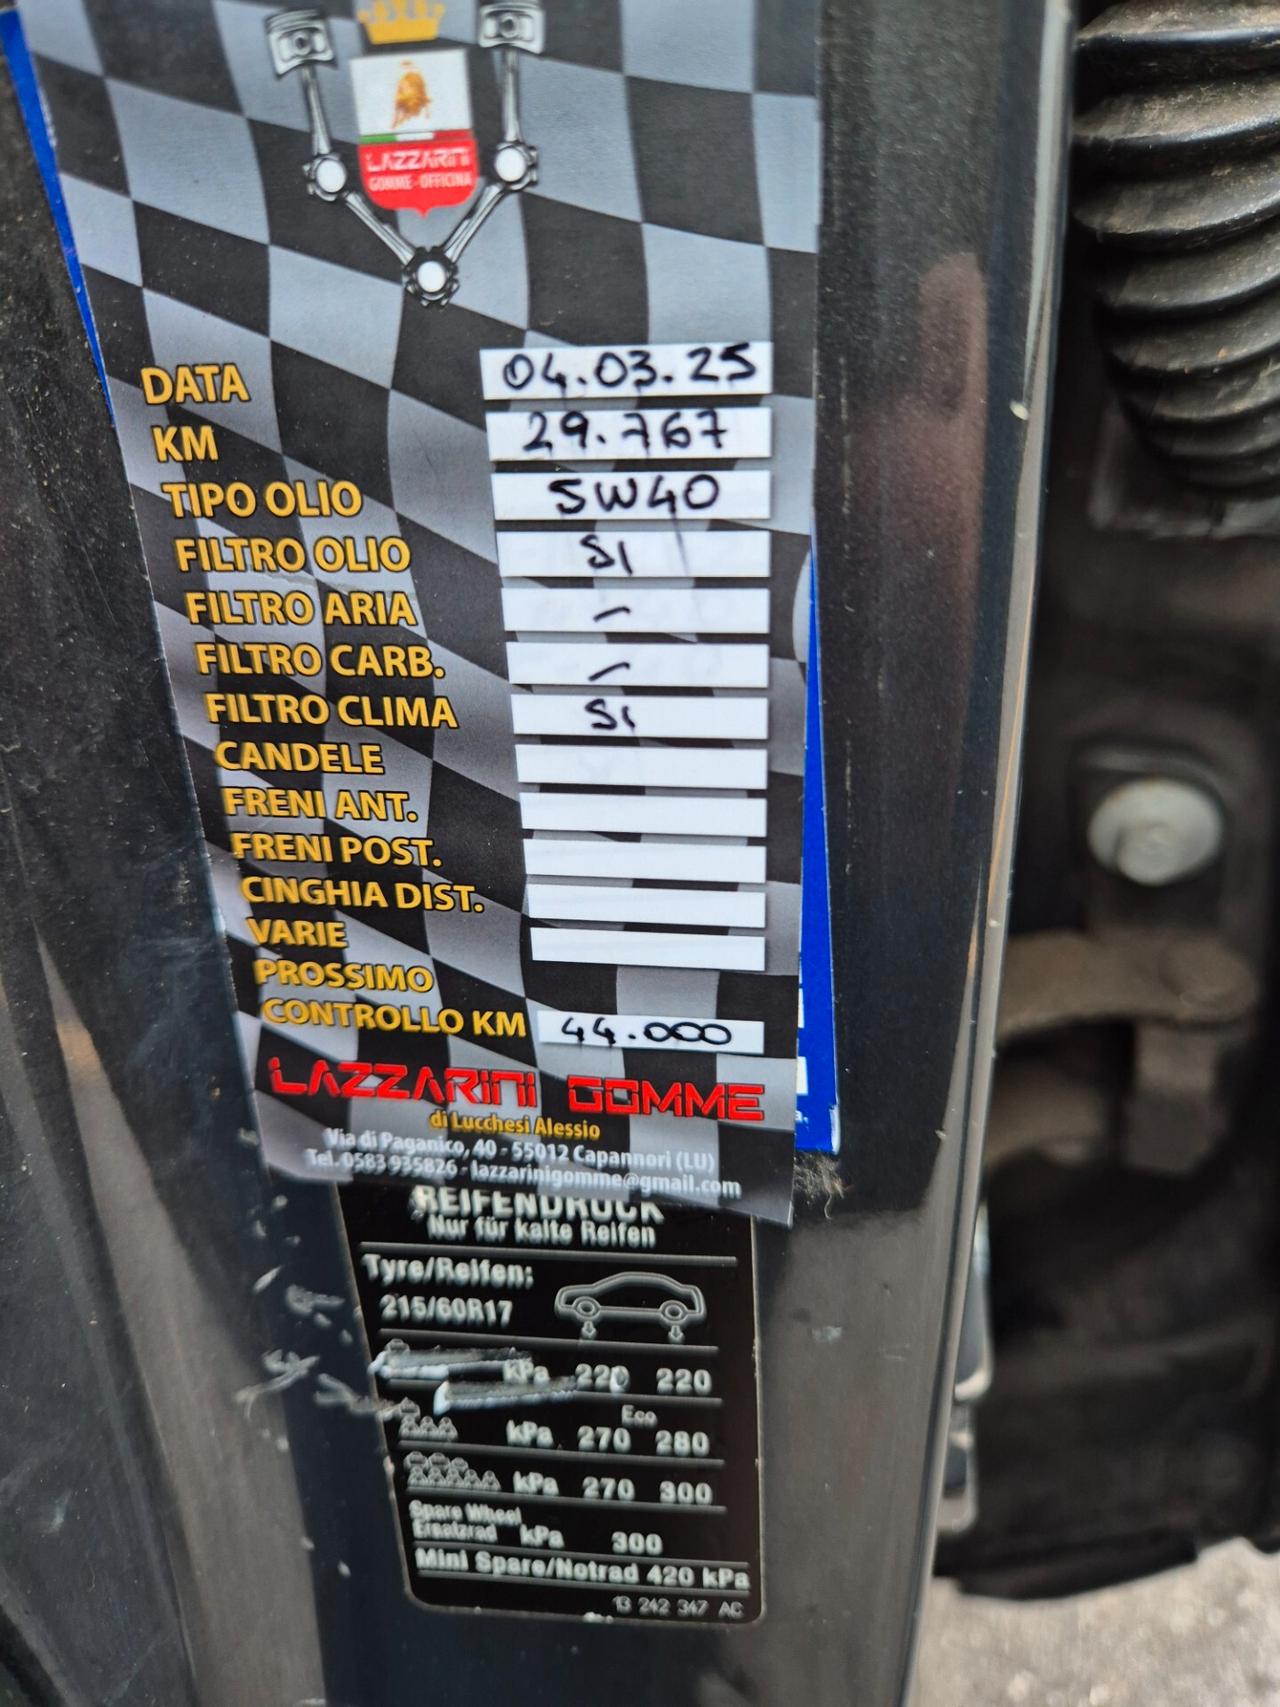 LAZZARINI
GOMME-OFFICINA
DATA 04.03.25
KM 29.767
TIPO OLIO 5W40
FILTRO OLIO SI
FILTRO ARIA -
FILTRO CARB. -
FILTRO CLIMA SI
CANDELE
FRENI ANT.
FRENI POST.
CINGHIA DIST.
VARIE
PROSSIMO
CONTROLLO KM 44.000
LAZZARINI GOMME
di Lucchesi Alessio
Via di Paganico, 40 - 55012 Capannori (LU)
Tel. 0583 935826 - lazzarinigomme@gmail.com
REIFENDRUCK
Nur für kalte Reifen
Tyre/Reifen:
215/60R17
kPa 220 220
Eco
kPa 270 280
kPa 270 300
Spare Wheel
Ersatzrad kPa 300
Mini Spare/Notrad 420 kPa
13 242 347 AC